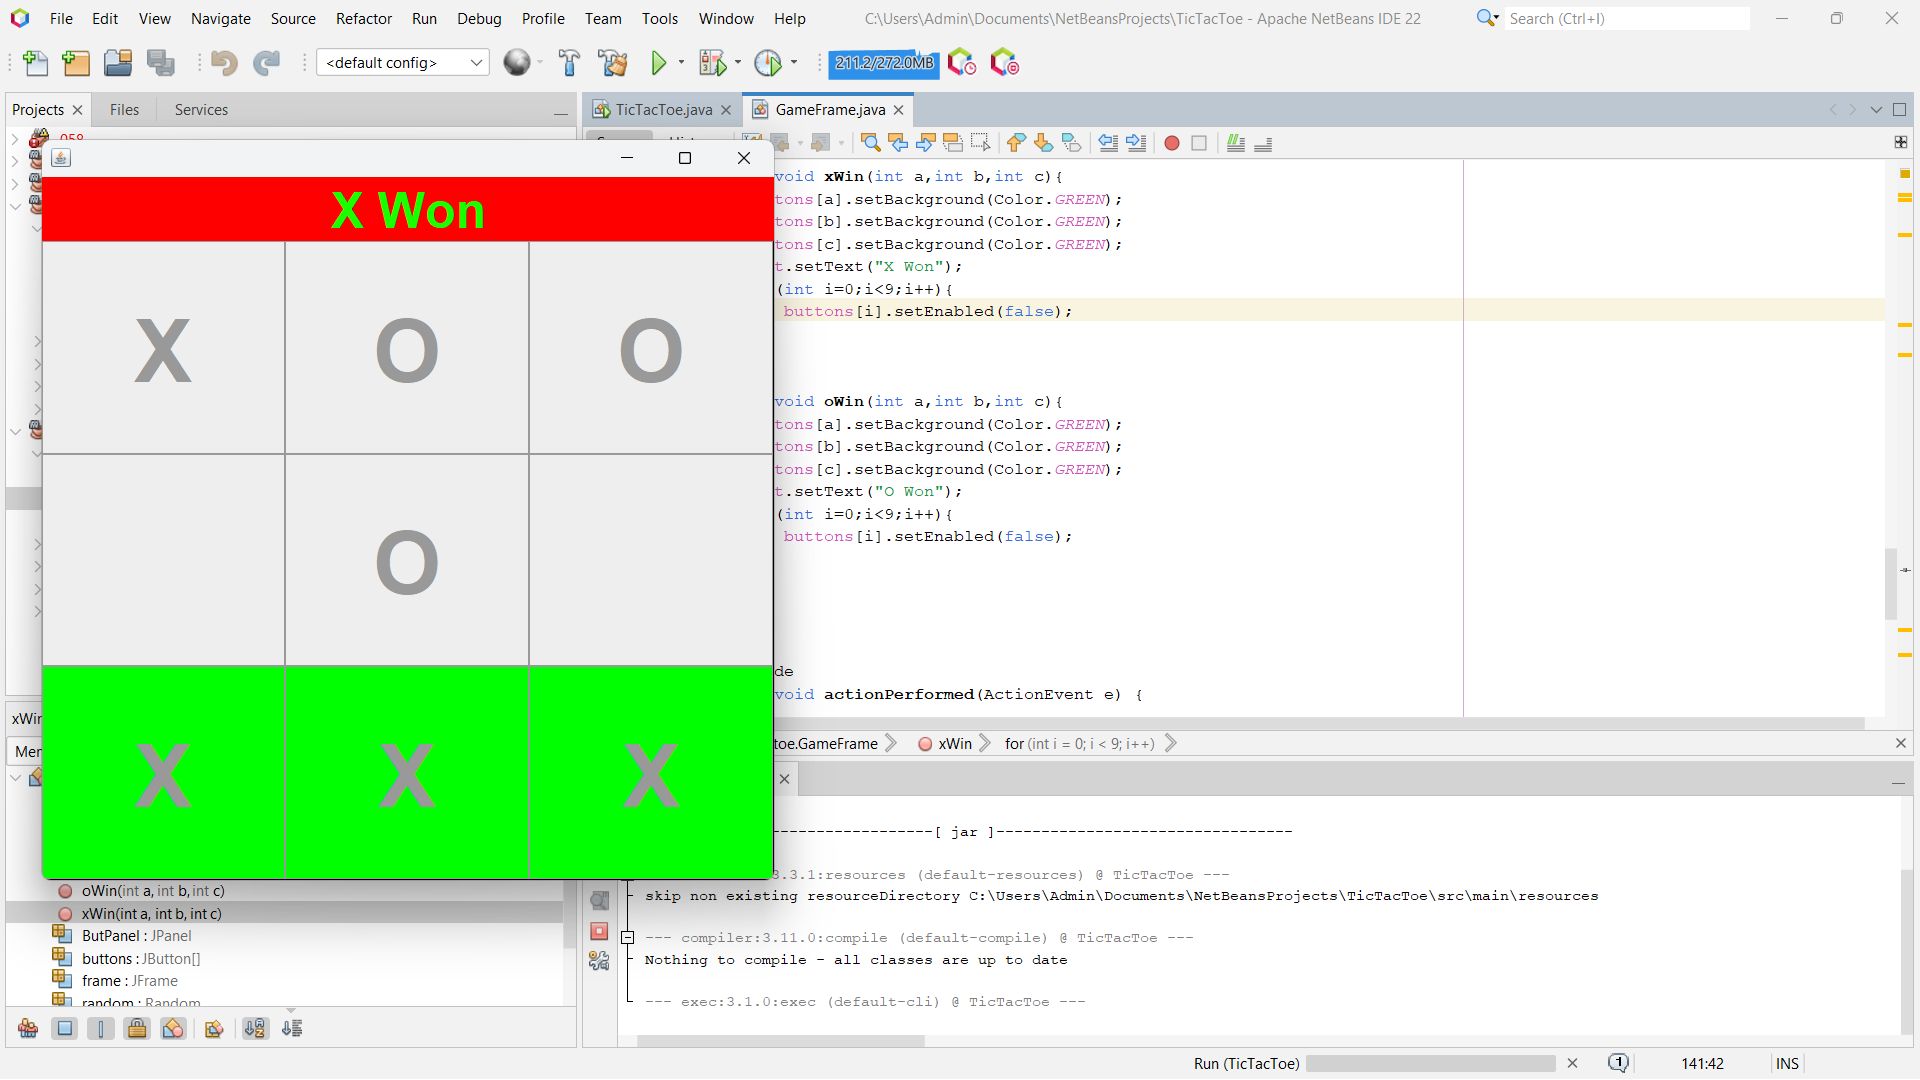 File Edit View Navigate Source Refactor Run Debug Profile Team Tools Window Help C:\Users\Admin\Documents\NetBeansProjects\TicTacToe - Apache NetBeans IDE 22 Search (Ctrl+I)
<default config> 211.2/272.0MB
Projects Files Services TicTacToe.java GameFrame.java
X Won
X O O
O
X X X
void xWin(int a,int b,int c){
tons[a].setBackground(Color.GREEN);
tons[b].setBackground(Color.GREEN);
tons[c].setBackground(Color.GREEN);
t.setText("X Won");
(int i=0;i<9;i++){
buttons[i].setEnabled(false);
void oWin(int a,int b,int c){
tons[a].setBackground(Color.GREEN);
tons[b].setBackground(Color.GREEN);
tons[c].setBackground(Color.GREEN);
t.setText("O Won");
(int i=0;i<9;i++){
buttons[i].setEnabled(false);
de
void actionPerformed(ActionEvent e) {
toe.GameFrame xWin for (int i = 0; i < 9; i++)
xWin
Mem
oWin(int a, int b, int c)
xWin(int a, int b, int c)
ButPanel : JPanel
buttons : JButton[]
frame : JFrame
random : Random
------------------[ jar ]---------------------------------
3.3.1:resources (default-resources) @ TicTacToe ---
skip non existing resourceDirectory C:\Users\Admin\Documents\NetBeansProjects\TicTacToe\src\main\resources
--- compiler:3.11.0:compile (default-compile) @ TicTacToe ---
Nothing to compile - all classes are up to date
--- exec:3.1.0:exec (default-cli) @ TicTacToe ---
Run (TicTacToe) 1 141:42 INS